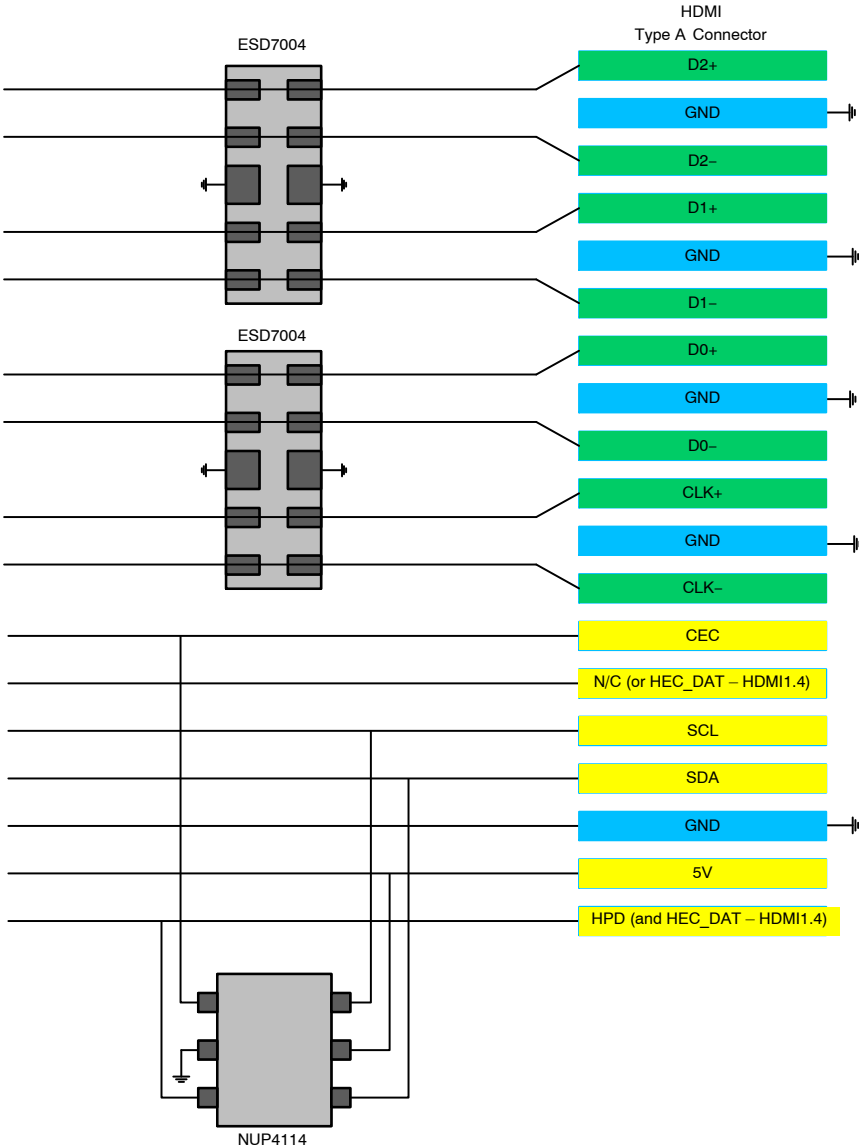 HDMI
Type A Connector
ESD7004
D2+
GND
D2−
D1+
GND
D1−
ESD7004
D0+
GND
D0−
CLK+
GND
CLK−
CEC
N/C (or HEC_DAT – HDMI1.4)
SCL
SDA
GND
5V
HPD (and HEC_DAT – HDMI1.4)
NUP4114